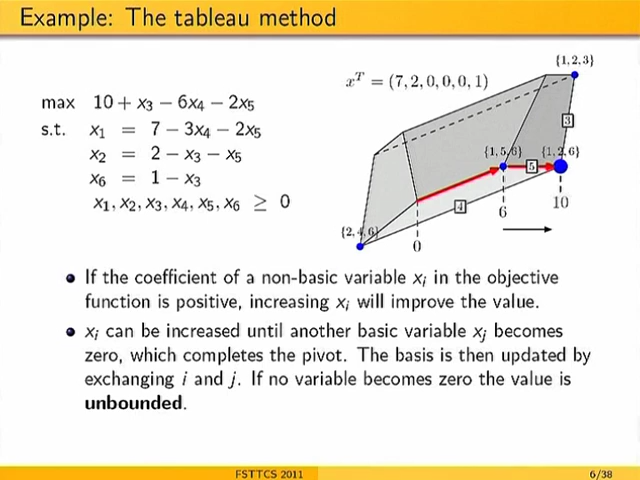 Example: The tableau method
max 10 + x₃ − 6x₄ − 2x₅
s.t. x₁ = 7 − 3x₄ − 2x₅
x₂ = 2 − x₃ − x₅
x₆ = 1 − x₃
x₁, x₂, x₃, x₄, x₅, x₆ ≥ 0
xᵀ = (7, 2, 0, 0, 0, 1)
{1, 2, 3}
3
{1, 5, 6} {1, 2, 6}
5
4
6
10
{2, 4, 6}
0
• If the coefficient of a non-basic variable xᵢ in the objective
function is positive, increasing xᵢ will improve the value.
• xᵢ can be increased until another basic variable xⱼ becomes
zero, which completes the pivot. The basis is then updated by
exchanging i and j. If no variable becomes zero the value is
unbounded.
FSTTCS 2011
6/38